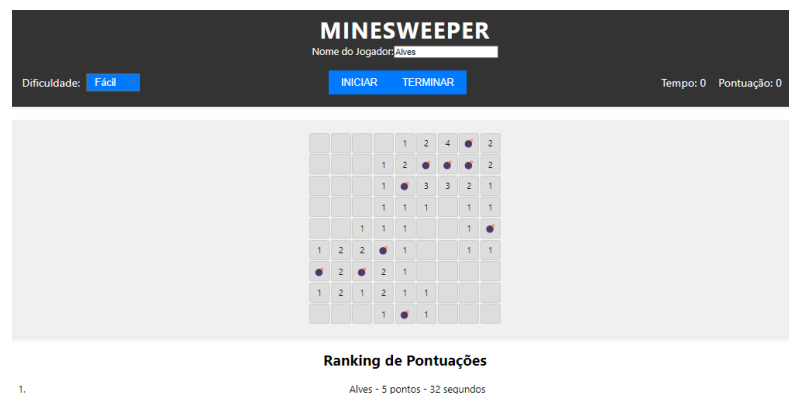 MINESWEEPER
Nome do Jogador: Alves
Dificuldade: Fácil INICIAR TERMINAR Tempo: 0 Pontuação: 0
1 2 4 2
1 2 2
1 3 3 2 1
1 1 1 1 1
1 1 1 1
1 2 2 1 1 1
2 2 1
1 2 1 2 1 1
1 1
Ranking de Pontuações
1. Alves - 5 pontos - 32 segundos